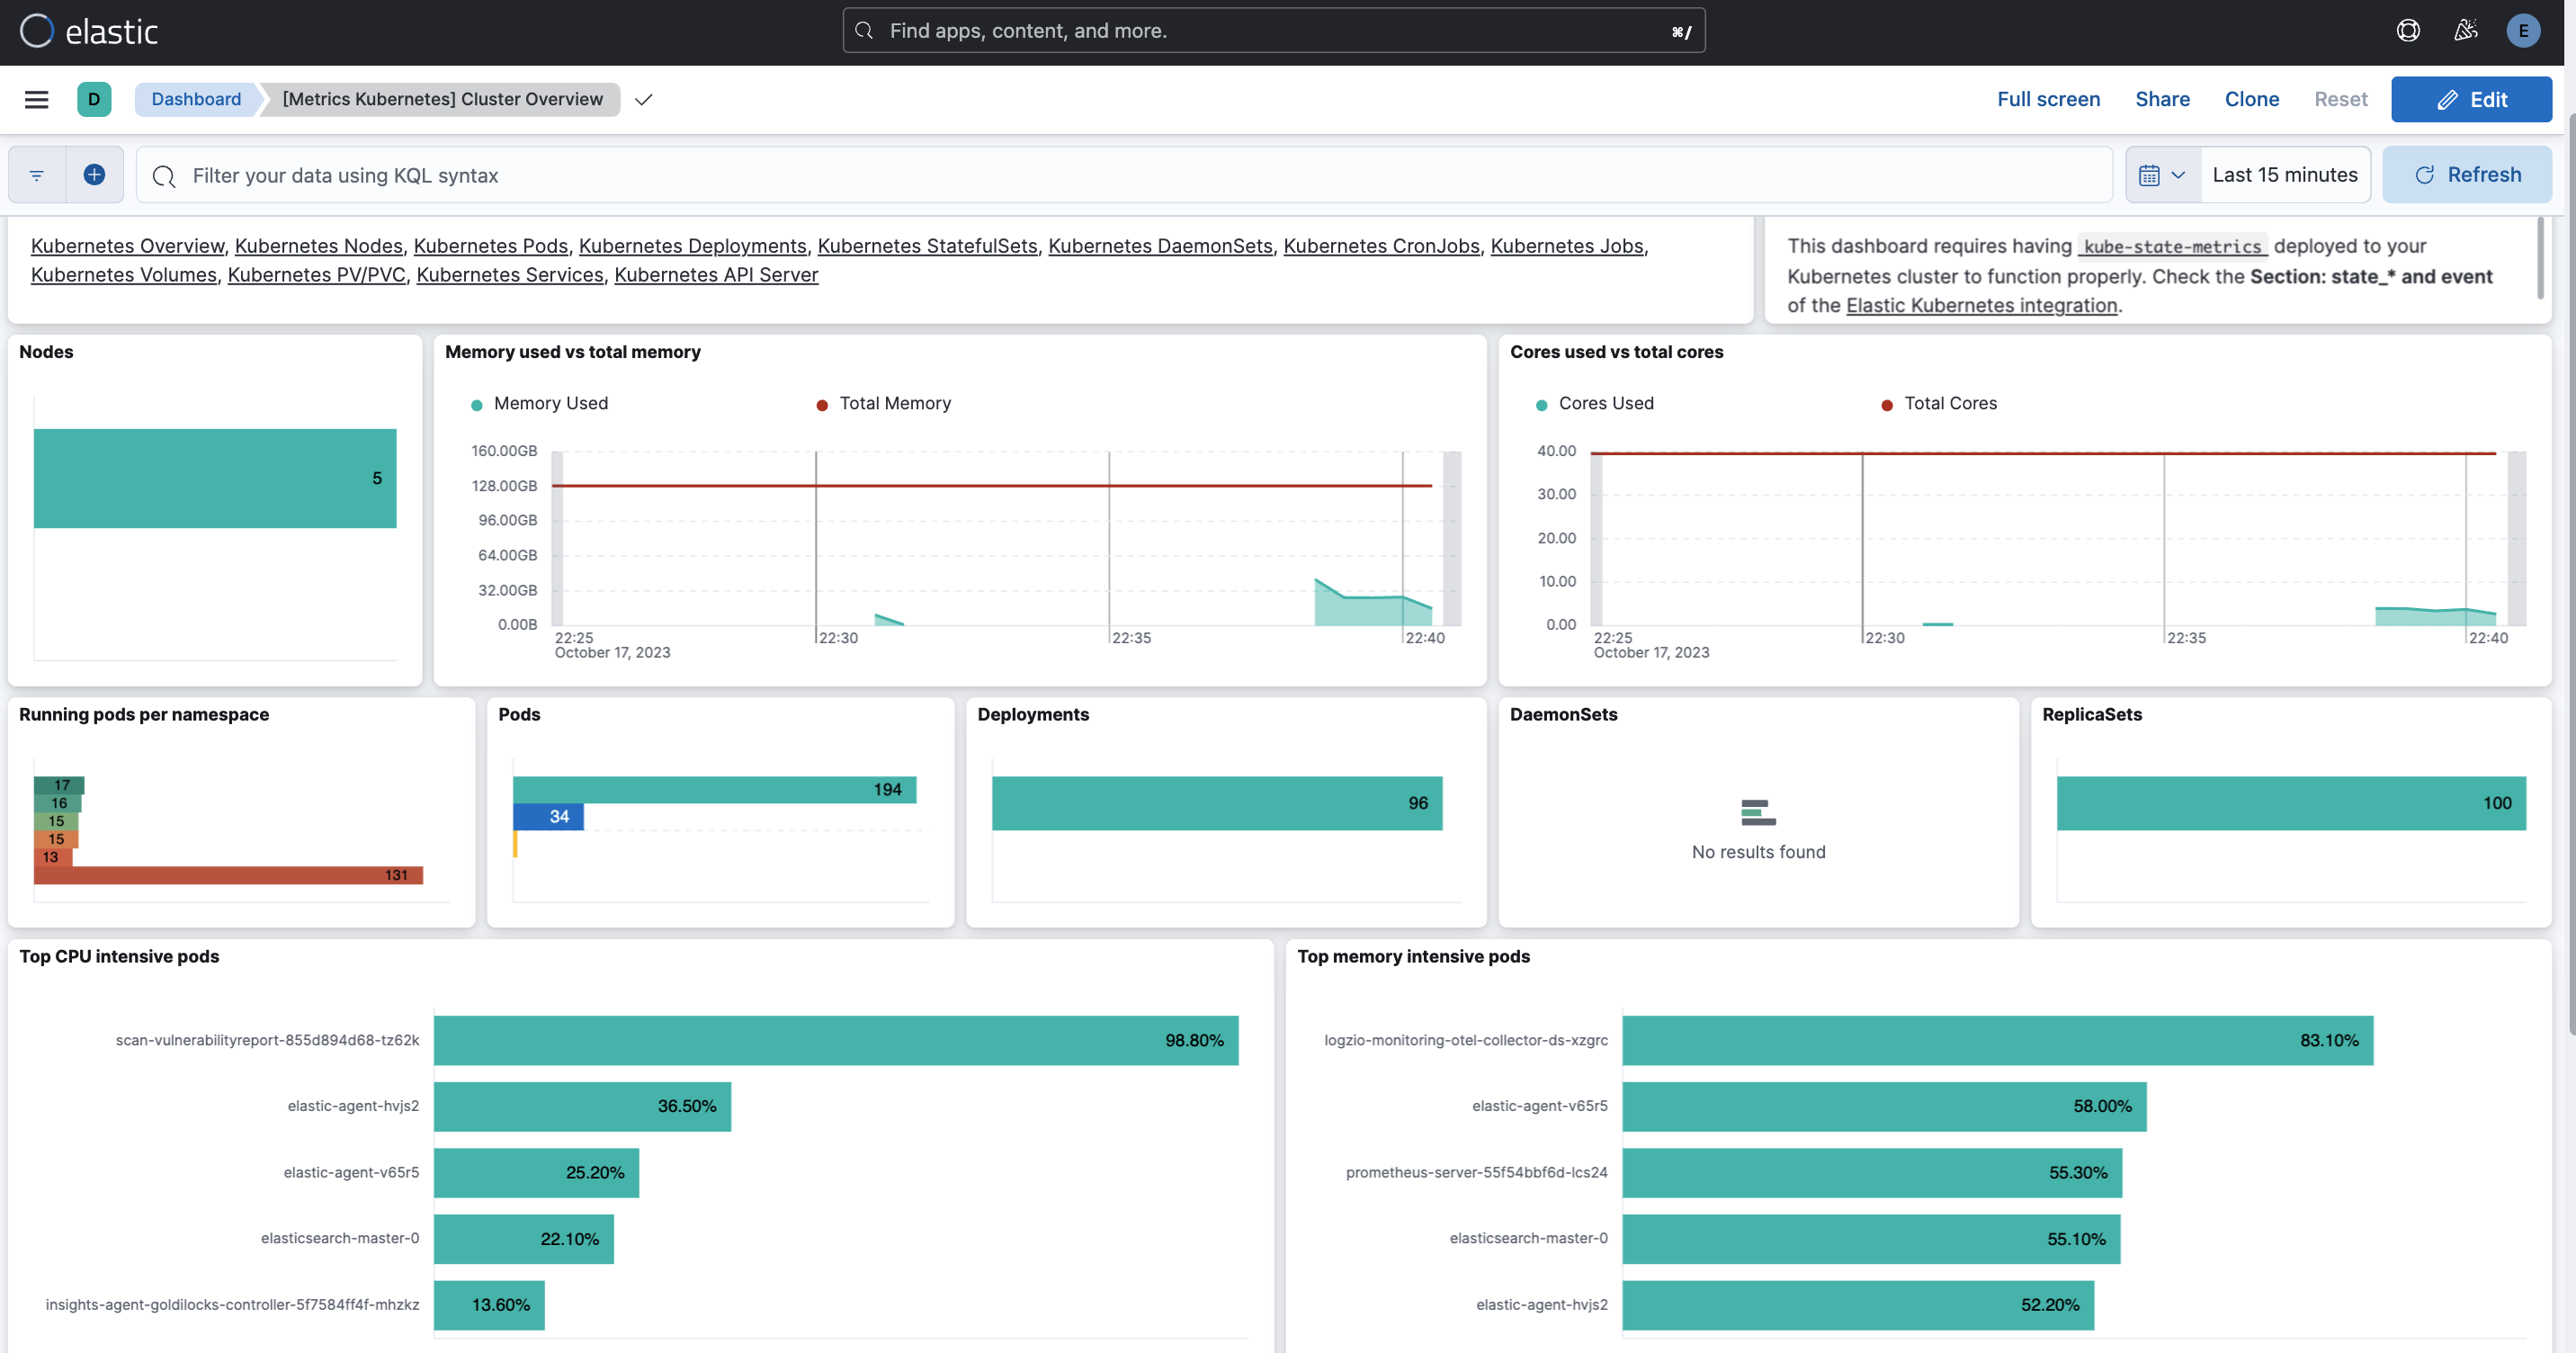 elastic
Find apps, content, and more.
⌘/
E
D
Dashboard
[Metrics Kubernetes] Cluster Overview
Full screen
Share
Clone
Reset
Edit
Filter your data using KQL syntax
Last 15 minutes
Refresh
Kubernetes Overview, Kubernetes Nodes, Kubernetes Pods, Kubernetes Deployments, Kubernetes StatefulSets, Kubernetes DaemonSets, Kubernetes CronJobs, Kubernetes Jobs,
Kubernetes Volumes, Kubernetes PV/PVC, Kubernetes Services, Kubernetes API Server
This dashboard requires having kube-state-metrics deployed to your
Kubernetes cluster to function properly. Check the Section: state_* and event
of the Elastic Kubernetes integration.
Nodes
5
Memory used vs total memory
Memory Used
Total Memory
160.00GB
128.00GB
96.00GB
64.00GB
32.00GB
0.00B
22:25
October 17, 2023
22:30
22:35
22:40
Cores used vs total cores
Cores Used
Total Cores
40.00
30.00
20.00
10.00
0.00
22:25
October 17, 2023
22:30
22:35
22:40
Running pods per namespace
17
16
15
15
13
131
Pods
194
34
Deployments
96
DaemonSets
No results found
ReplicaSets
100
Top CPU intensive pods
scan-vulnerabilityreport-855d894d68-tz62k
98.80%
elastic-agent-hvjs2
36.50%
elastic-agent-v65r5
25.20%
elasticsearch-master-0
22.10%
insights-agent-goldilocks-controller-5f7584ff4f-mhzkz
13.60%
Top memory intensive pods
logzio-monitoring-otel-collector-ds-xzgrc
83.10%
elastic-agent-v65r5
58.00%
prometheus-server-55f54bbf6d-lcs24
55.30%
elasticsearch-master-0
55.10%
elastic-agent-hvjs2
52.20%